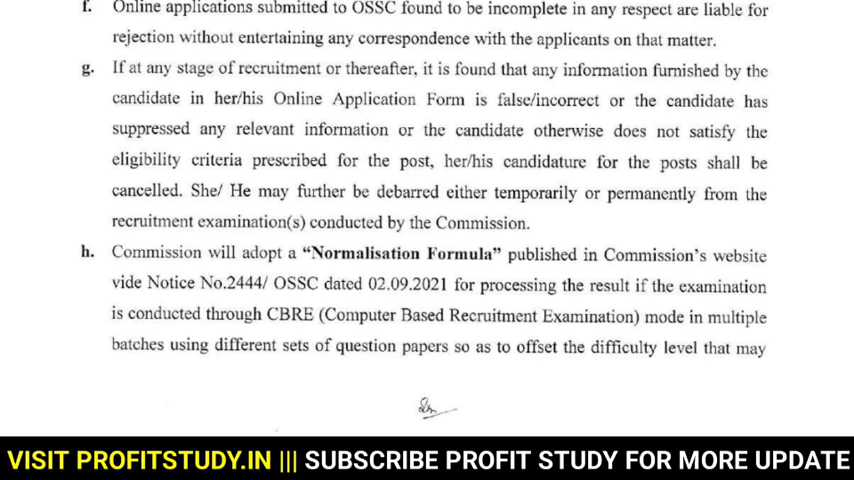 f. Online applications submitted to OSSC found to be incomplete in any respect are liable for
rejection without entertaining any correspondence with the applicants on that matter.
g. If at any stage of recruitment or thereafter, it is found that any information furnished by the
candidate in her/his Online Application Form is false/incorrect or the candidate has
suppressed any relevant information or the candidate otherwise does not satisfy the
eligibility criteria prescribed for the post, her/his candidature for the posts shall be
cancelled. She/ He may further be debarred either temporarily or permanently from the
recruitment examination(s) conducted by the Commission.
h. Commission will adopt a “Normalisation Formula” published in Commission’s website
vide Notice No.2444/ OSSC dated 02.09.2021 for processing the result if the examination
is conducted through CBRE (Computer Based Recruitment Examination) mode in multiple
batches using different sets of question papers so as to offset the difficulty level that may
VISIT PROFITSTUDY.IN ||| SUBSCRIBE PROFIT STUDY FOR MORE UPDATE